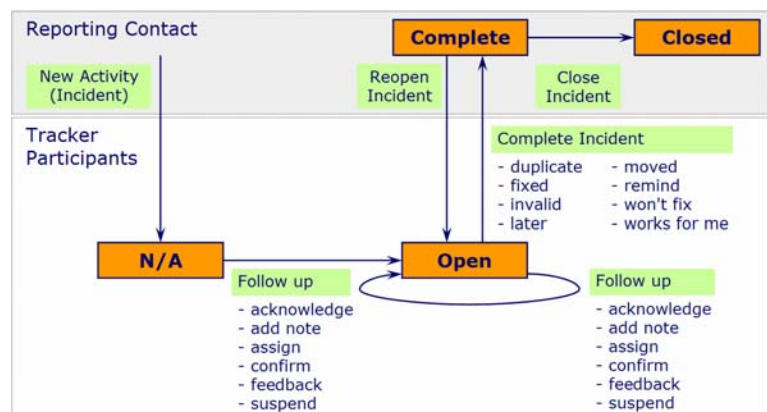 Reporting Contact
Complete
Closed
New Activity
(Incident)
Reopen
Incident
Close
Incident
Tracker
Participants
Complete Incident
- duplicate
- fixed
- invalid
- later
- moved
- remind
- won't fix
- works for me
N/A
Open
Follow up
- acknowledge
- add note
- assign
- confirm
- feedback
- suspend
Follow up
- acknowledge
- add note
- assign
- confirm
- feedback
- suspend